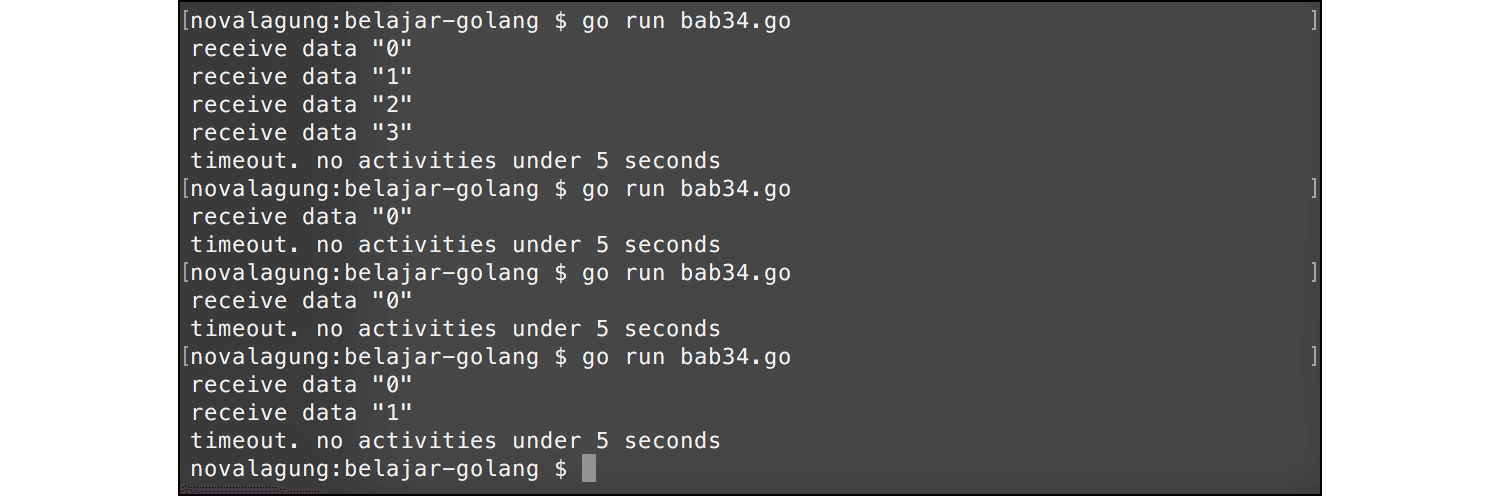 [novalagung:belajar-golang $ go run bab34.go ]
receive data "0"
receive data "1"
receive data "2"
receive data "3"
timeout. no activities under 5 seconds
[novalagung:belajar-golang $ go run bab34.go ]
receive data "0"
timeout. no activities under 5 seconds
[novalagung:belajar-golang $ go run bab34.go ]
receive data "0"
timeout. no activities under 5 seconds
[novalagung:belajar-golang $ go run bab34.go ]
receive data "0"
receive data "1"
timeout. no activities under 5 seconds
novalagung:belajar-golang $